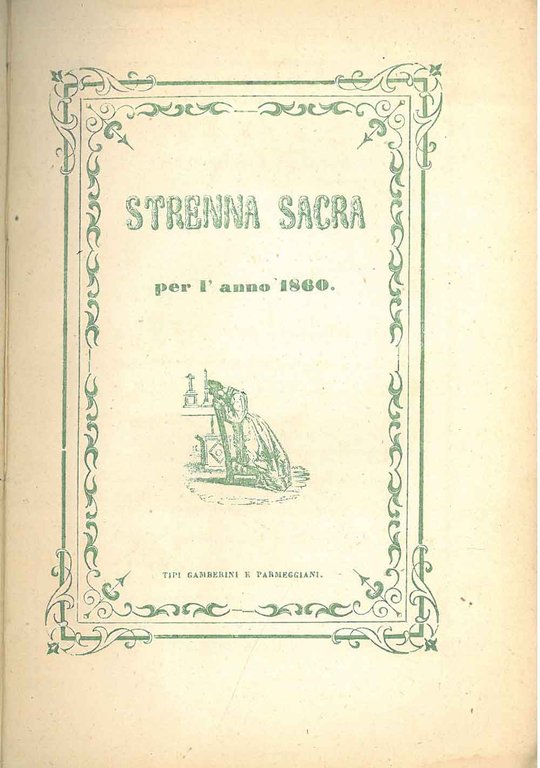 STRENNA SACRA
per l' anno 1860.
TIPI GAMBERINI E PARMEGGIANI.